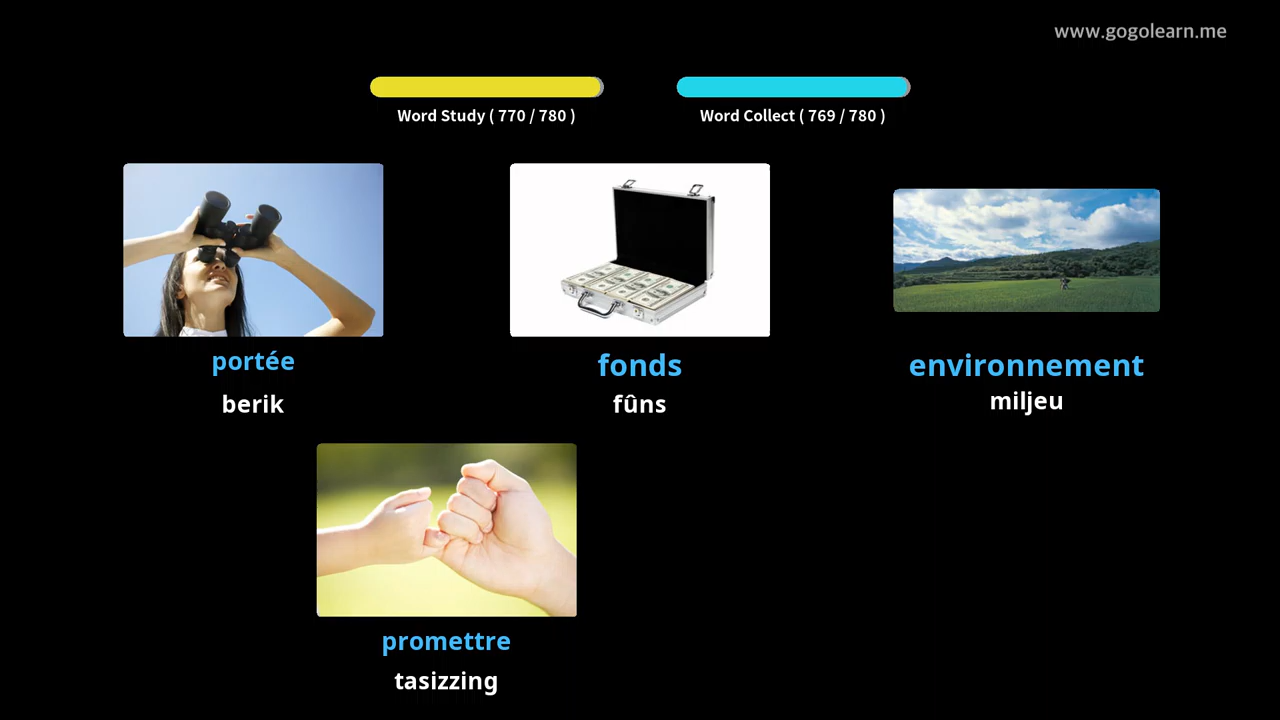 www.gogolearn.me
Word Study ( 770 / 780 )
Word Collect ( 769 / 780 )
portée
berik
fonds
fûns
environnement
miljeu
promettre
tasizzing